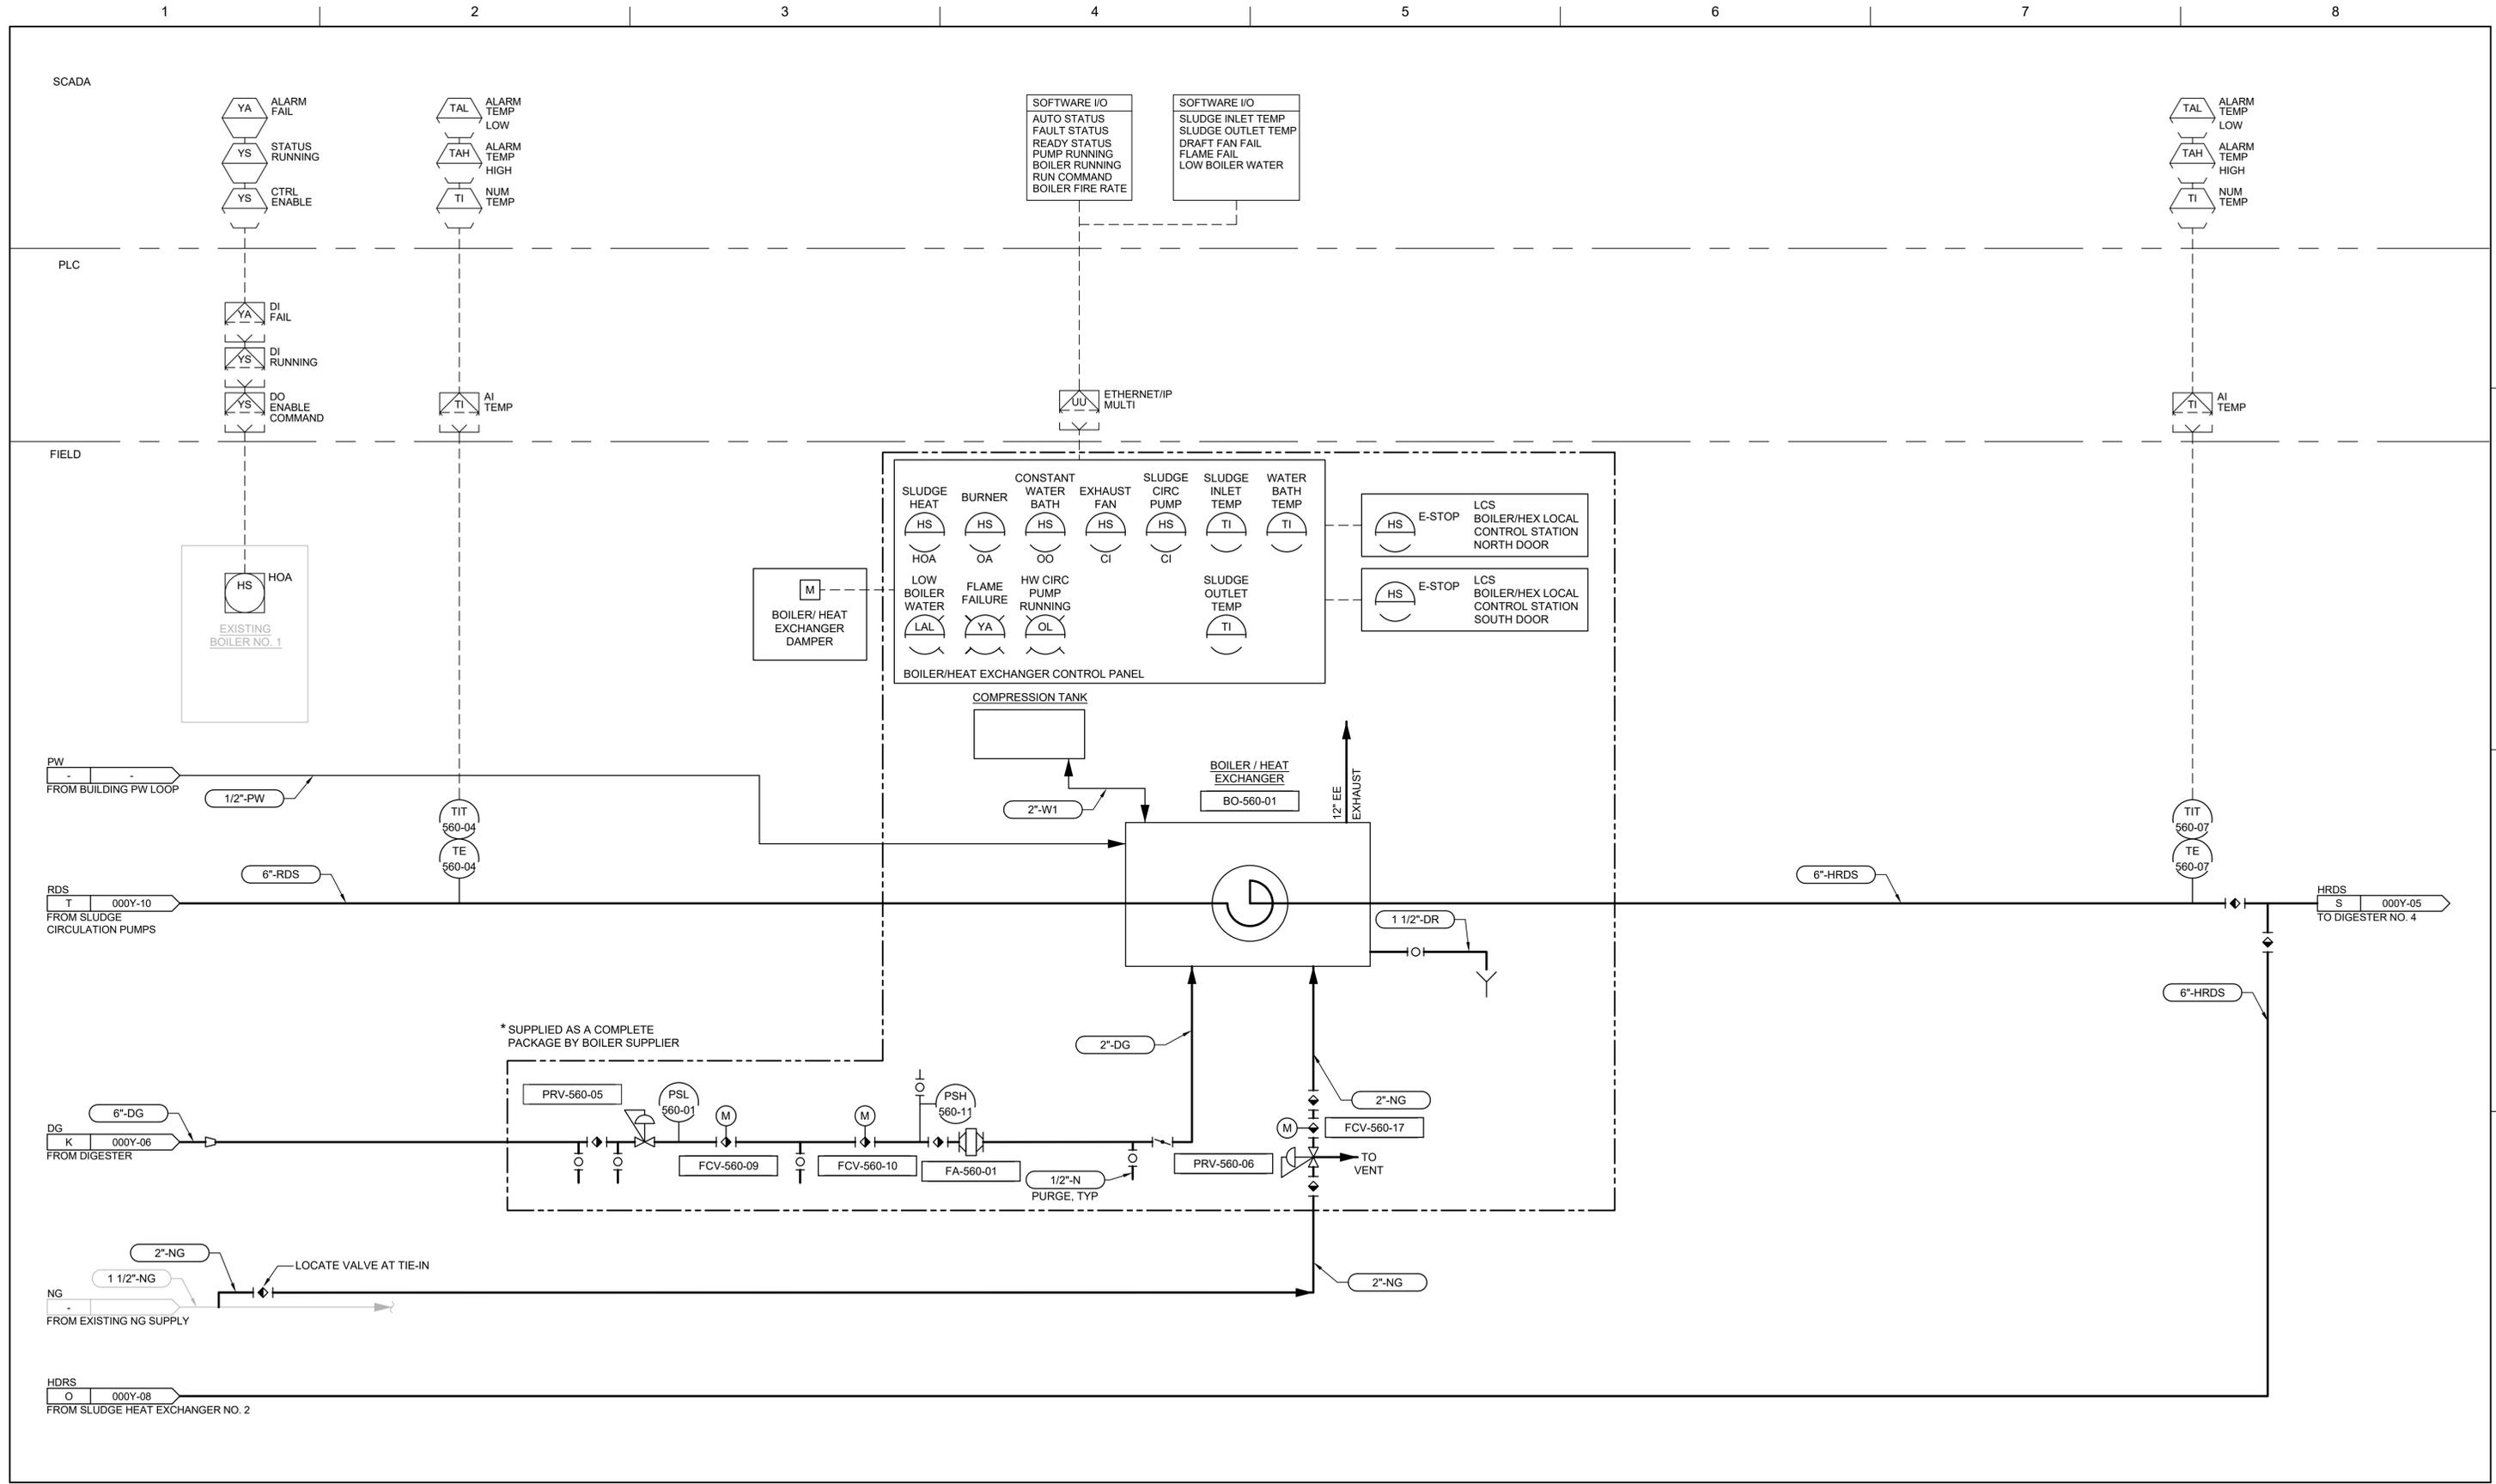 1 2 3 4 5 6 7 8
SCADA
YA
ALARM
FAIL
YS
STATUS
RUNNING
YS
CTRL
ENABLE
TAL
ALARM
TEMP
LOW
TAH
ALARM
TEMP
HIGH
TI
NUM
TEMP
SOFTWARE I/O
AUTO STATUS
FAULT STATUS
READY STATUS
PUMP RUNNING
BOILER RUNNING
RUN COMMAND
BOILER FIRE RATE
SOFTWARE I/O
SLUDGE INLET TEMP
SLUDGE OUTLET TEMP
DRAFT FAN FAIL
FLAME FAIL
LOW BOILER WATER
TAL
ALARM
TEMP
LOW
TAH
ALARM
TEMP
HIGH
TI
NUM
TEMP
PLC
YA
DI
FAIL
YS
DI
RUNNING
YS
DO
ENABLE
COMMAND
TI
AI
TEMP
UU
ETHERNET/IP
MULTI
TI
AI
TEMP
FIELD
HS
HOA
EXISTING
BOILER NO. 1
M
BOILER/ HEAT
EXCHANGER
DAMPER
SLUDGE
HEAT
HS
HOA
BURNER
HS
OA
CONSTANT
WATER
BATH
HS
OO
EXHAUST
FAN
HS
CI
SLUDGE
CIRC
PUMP
HS
CI
SLUDGE
INLET
TEMP
TI
WATER
BATH
TEMP
TI
LOW
BOILER
WATER
LAL
FLAME
FAILURE
YA
HW CIRC
PUMP
RUNNING
OL
SLUDGE
OUTLET
TEMP
TI
BOILER/HEAT EXCHANGER CONTROL PANEL
HS
E-STOP
LCS
BOILER/HEX LOCAL
CONTROL STATION
NORTH DOOR
HS
E-STOP
LCS
BOILER/HEX LOCAL
CONTROL STATION
SOUTH DOOR
COMPRESSION TANK
2"-W1
BOILER / HEAT
EXCHANGER
BO-560-01
12" EE
EXHAUST
PW
- -
FROM BUILDING PW LOOP
1/2"-PW
TIT
560-04
TE
560-04
TIT
560-07
TE
560-07
RDS
T 000Y-10
FROM SLUDGE
CIRCULATION PUMPS
6"-RDS
6"-HRDS
1 1/2"-DR
HRDS
S 000Y-05
TO DIGESTER NO. 4
6"-HRDS
* SUPPLIED AS A COMPLETE
PACKAGE BY BOILER SUPPLIER
2"-DG
DG
K 000Y-06
FROM DIGESTER
6"-DG
PRV-560-05
PSL
560-01
M
FCV-560-09
M
FCV-560-10
PSH
560-11
FA-560-01
1/2"-N
PURGE, TYP
PRV-560-06
M
FCV-560-17
2"-NG
TO
VENT
2"-NG
2"-NG
1 1/2"-NG
LOCATE VALVE AT TIE-IN
NG
-
FROM EXISTING NG SUPPLY
HDRS
O 000Y-08
FROM SLUDGE HEAT EXCHANGER NO. 2